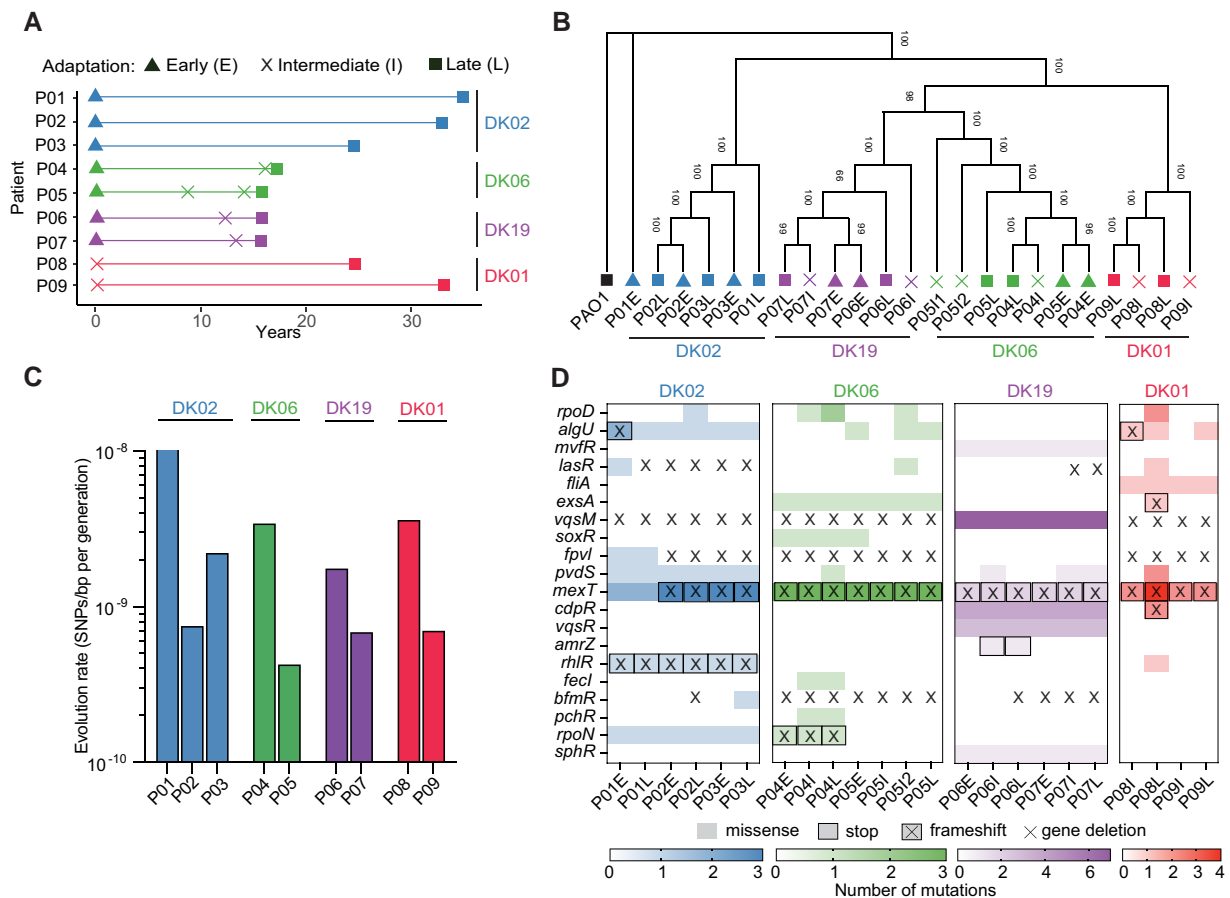 A
Adaptation: Early (E) X Intermediate (I) Late (L)
P01
P02
P03
P04
P05
P06
P07
P08
P09
Patient
DK02
DK06
DK19
DK01
0 10 20 30
Years
B
100
100
100
98
100
100
100
100
100
100
100
100
66
100
100
100
100
100
99
99
100
96
100
PAO1 P01E P02L P02E P03L P03E P01L P07L P07I P07E P06E P06L P06I P05I1 P05I2 P05L P04L P04I P05E P04E P09L P08I P08L P09I
DK02 DK19 DK06 DK01
C
DK02 DK06 DK19 DK01
Evolution rate (SNPs/bp per generation)
10⁻⁸
10⁻⁹
10⁻¹⁰
P01 P02 P03 P04 P05 P06 P07 P08 P09
D
DK02 DK06 DK19 DK01
rpoD
algU X X
mvfR
lasR X X X X X X X
fliA
exsA X
vqsM X X X X X X X X X X X X X X X X X
soxR
fpvI X X X X X X X X X X X X X X X
pvdS
mexT X X X X X X X X X X X X X X X X X X X X X
cdpR X
vqsR
amrZ
rhlR X X X X X X
fecI
bfmR X X X X X X X X X X X X
pchR
rpoN X X X
sphR
P01E P01L P02E P02L P03E P03L P04E P04I P04L P05E P05I P05I2 P05L P06E P06I P06L P07E P07I P07L P08I P08L P09I P09L
missense stop X frameshift X gene deletion
0 1 2 3 0 1 2 3 0 2 4 6 0 1 2 3 4
Number of mutations